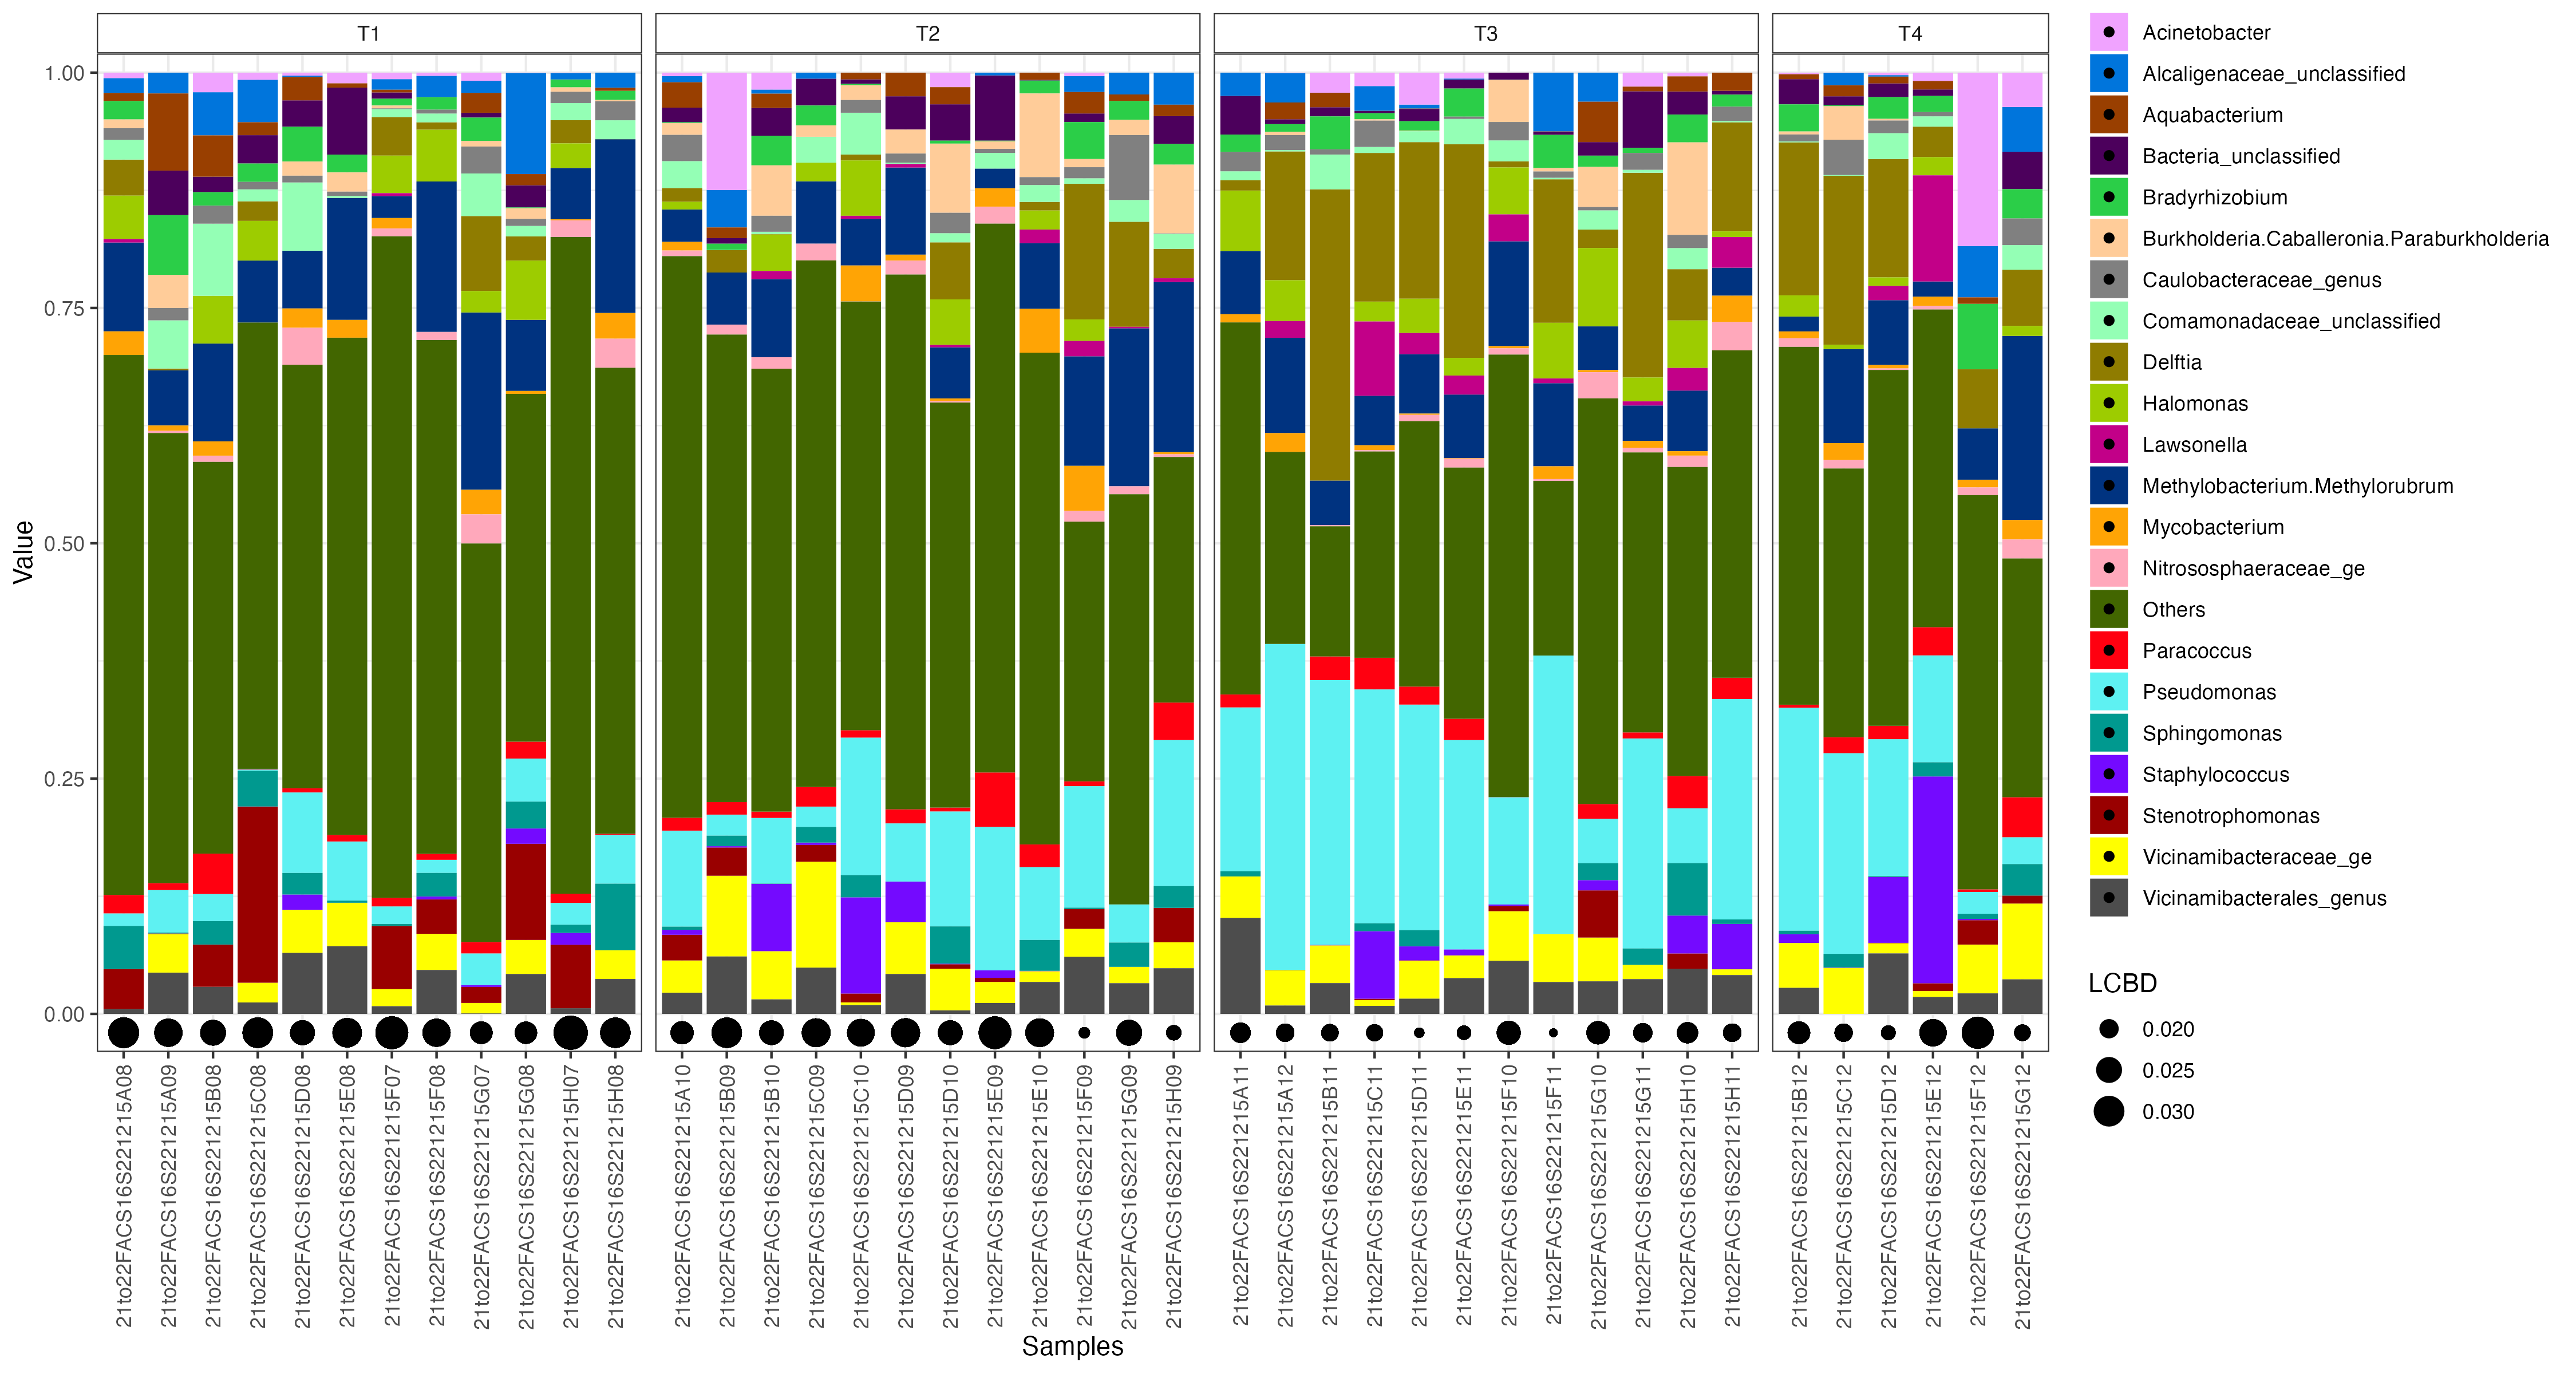 T1
T2
T3
T4
1.00
0.75
0.50
0.25
0.00
Value
21to22FACS16S221215A08
21to22FACS16S221215A09
21to22FACS16S221215B08
21to22FACS16S221215C08
21to22FACS16S221215D08
21to22FACS16S221215E08
21to22FACS16S221215F07
21to22FACS16S221215F08
21to22FACS16S221215G07
21to22FACS16S221215G08
21to22FACS16S221215H07
21to22FACS16S221215H08
21to22FACS16S221215A10
21to22FACS16S221215B09
21to22FACS16S221215B10
21to22FACS16S221215C09
21to22FACS16S221215C10
21to22FACS16S221215D09
21to22FACS16S221215D10
21to22FACS16S221215E09
21to22FACS16S221215E10
21to22FACS16S221215F09
21to22FACS16S221215G09
21to22FACS16S221215H09
21to22FACS16S221215A11
21to22FACS16S221215A12
21to22FACS16S221215B11
21to22FACS16S221215C11
21to22FACS16S221215D11
21to22FACS16S221215E11
21to22FACS16S221215F10
21to22FACS16S221215F11
21to22FACS16S221215G10
21to22FACS16S221215G11
21to22FACS16S221215H10
21to22FACS16S221215H11
21to22FACS16S221215B12
21to22FACS16S221215C12
21to22FACS16S221215D12
21to22FACS16S221215E12
21to22FACS16S221215F12
21to22FACS16S221215G12
Samples
Acinetobacter
Alcaligenaceae_unclassified
Aquabacterium
Bacteria_unclassified
Bradyrhizobium
Burkholderia.Caballeronia.Paraburkholderia
Caulobacteraceae_genus
Comamonadaceae_unclassified
Delftia
Halomonas
Lawsonella
Methylobacterium.Methylorubrum
Mycobacterium
Nitrososphaeraceae_ge
Others
Paracoccus
Pseudomonas
Sphingomonas
Staphylococcus
Stenotrophomonas
Vicinamibacteraceae_ge
Vicinamibacterales_genus
LCBD
0.020
0.025
0.030